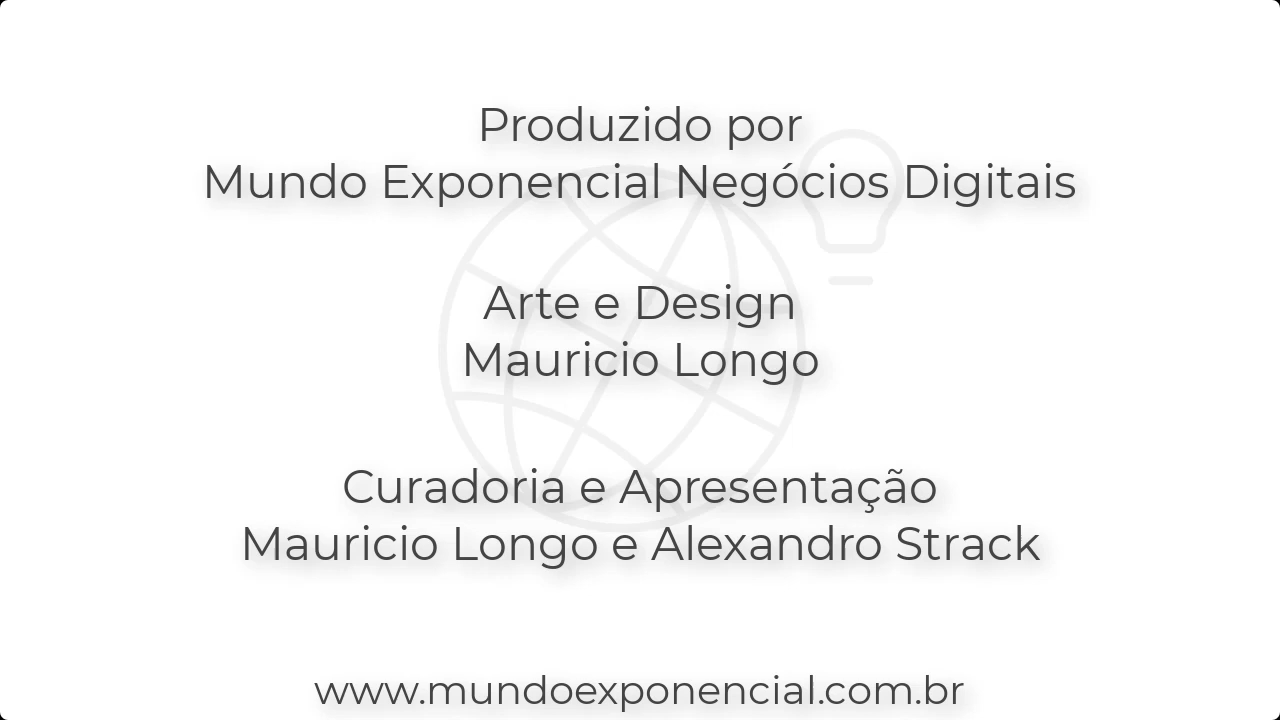 Produzido por
Mundo Exponencial Negócios Digitais
Arte e Design
Mauricio Longo
Curadoria e Apresentação
Mauricio Longo e Alexandro Strack
www.mundoexponencial.com.br